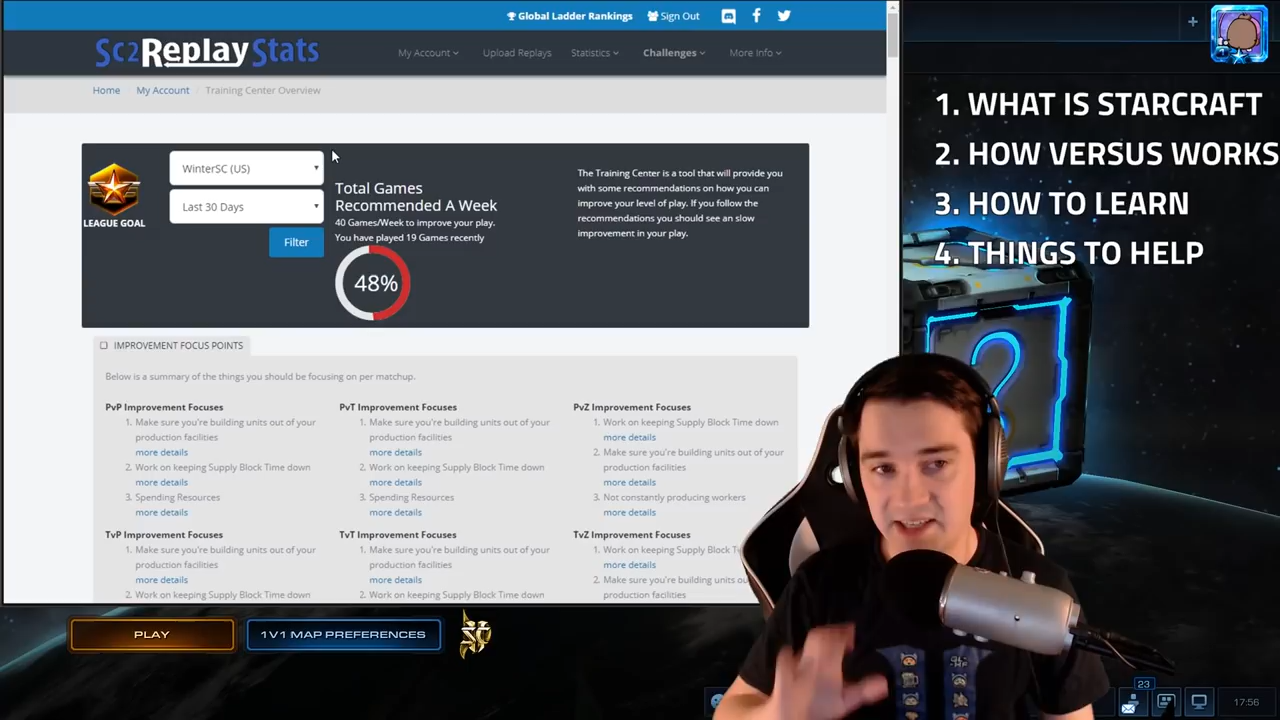 Global Ladder Rankings Sign Out
Sc2ReplayStats My Account Upload Replays Statistics Challenges More Info
Home / My Account / Training Center Overview
WinterSC (US)
Last 30 Days
Filter
LEAGUE GOAL
Total Games
Recommended A Week
40 Games/Week to improve your play.
You have played 19 Games recently
48%
The Training Center is a tool that will provide you
with some recommendations on how you can
improve your level of play. If you follow the
recommendations you should see an slow
improvement in your play.
IMPROVEMENT FOCUS POINTS
Below is a summary of the things you should be focusing on per matchup.
PvP Improvement Focuses
1. Make sure you're building units out of your
production facilities
more details
2. Work on keeping Supply Block Time down
more details
3. Spending Resources
more details
PvT Improvement Focuses
1. Make sure you're building units out of your
production facilities
more details
2. Work on keeping Supply Block Time down
more details
3. Spending Resources
more details
PvZ Improvement Focuses
1. Work on keeping Supply Block Time down
more details
2. Make sure you're building units out of your
production facilities
3. Not constantly producing workers
more details
TvP Improvement Focuses
1. Make sure you're building units out of your
production facilities
more details
2. Work on keeping Supply Block Time down
TvT Improvement Focuses
1. Make sure you're building units out of your
production facilities
more details
2. Work on keeping Supply Block Time down
TvZ Improvement Focuses
1. Work on keeping Supply Block
more details
2. Make sure you're building units
production facilities
1. WHAT IS STARCRAFT
2. HOW VERSUS WORKS
3. HOW TO LEARN
4. THINGS TO HELP
PLAY
1V1 MAP PREFERENCES
23
17:56